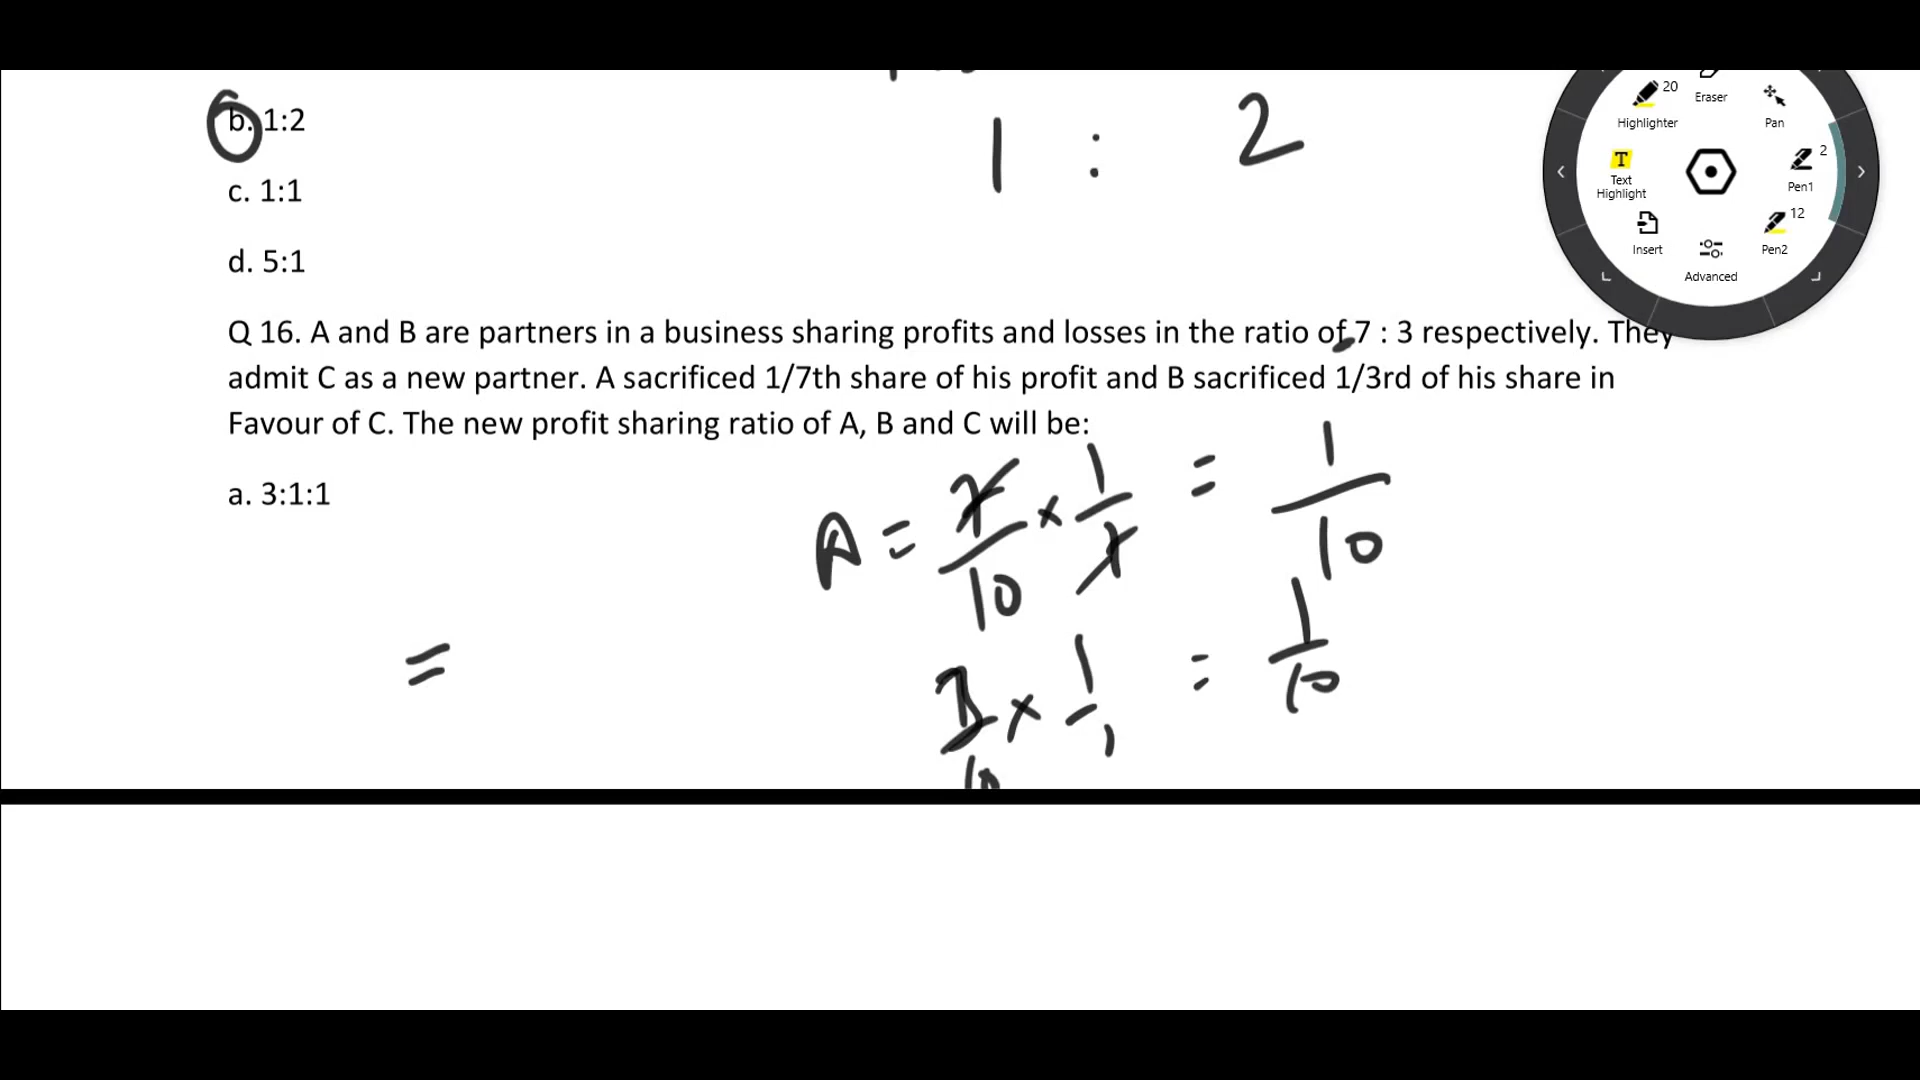 b. 1:2
1 : 2
c. 1:1
d. 5:1
20
Highlighter
Eraser
Pan
Text
Highlight
2
Pen1
Insert
12
Pen2
Advanced
Q 16. A and B are partners in a business sharing profits and losses in the ratio of 7 : 3 respectively. They
admit C as a new partner. A sacrificed 1/7th share of his profit and B sacrificed 1/3rd of his share in
Favour of C. The new profit sharing ratio of A, B and C will be:
a. 3:1:1
A = 7/10 × 1/7 = 1/10
=
3/10 × 1/ = 1/10